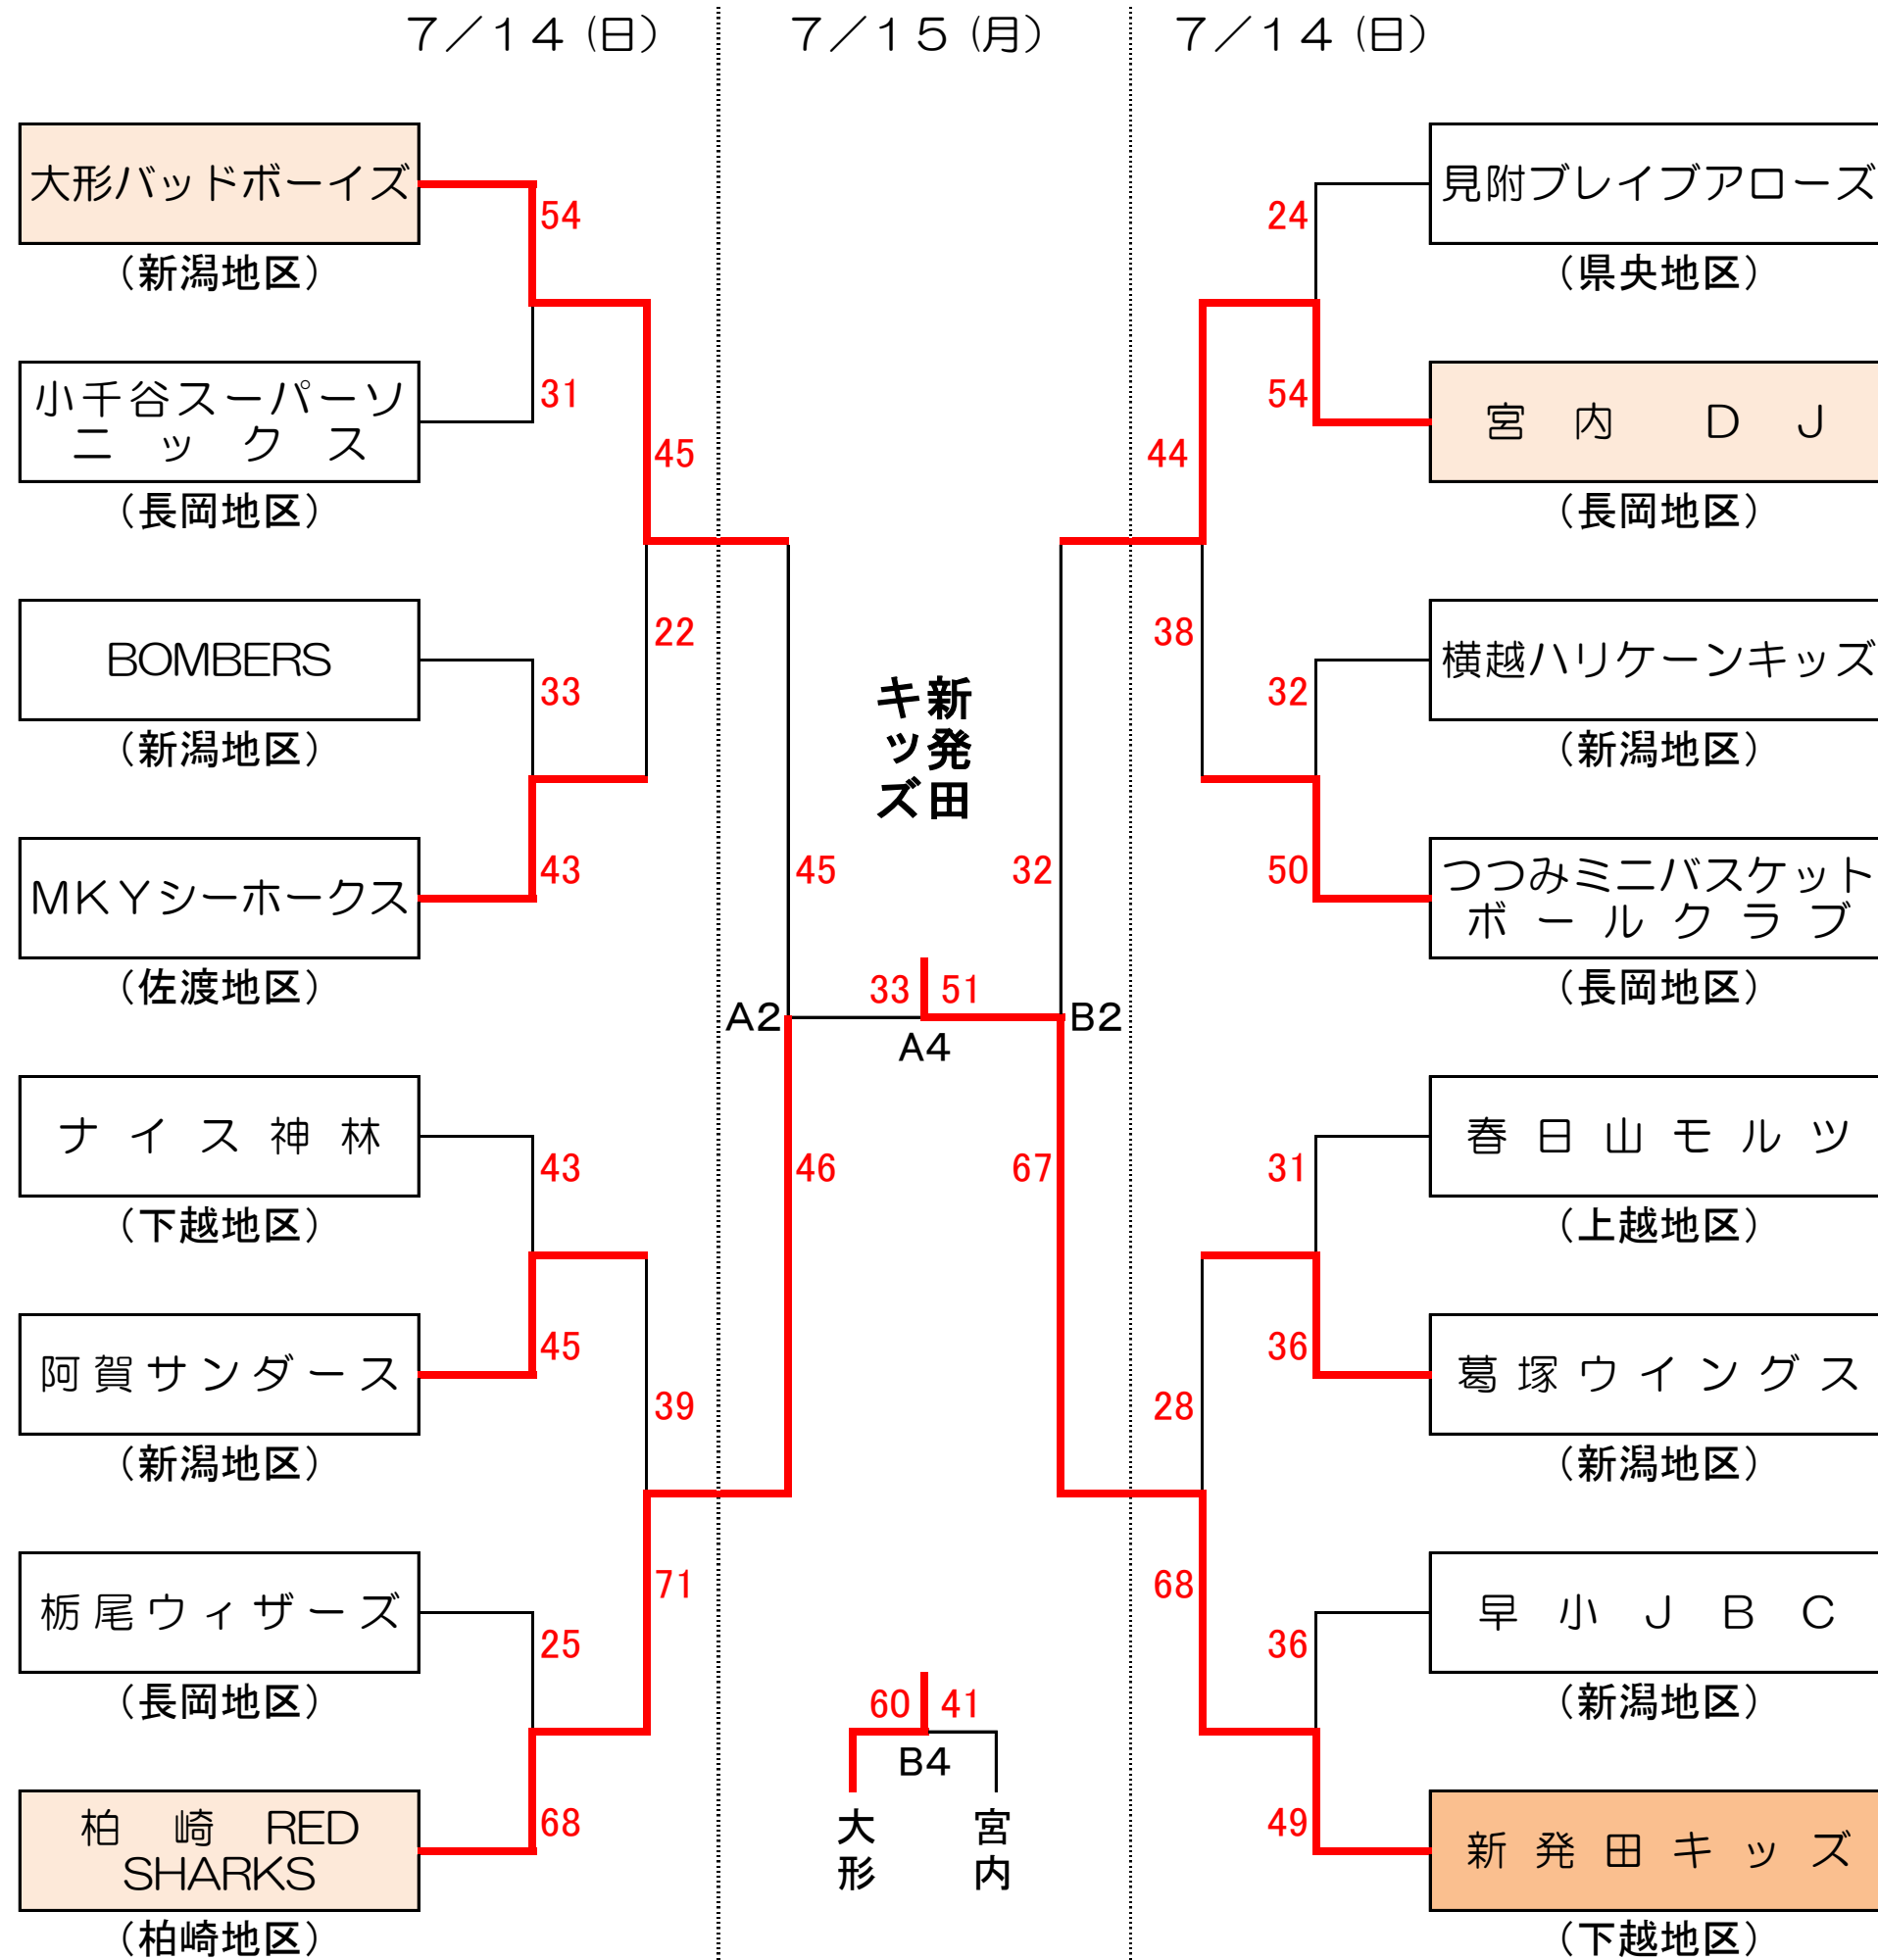 7／14（日）
7／15（月）
7／14（日）
大形バッドボーイズ
54
（新潟地区）
小千谷スーパーソ
ニックス
31
（長岡地区）
45
BOMBERS
33
（新潟地区）
22
MKYシーホークス
43
（佐渡地区）
ナイス神林
43
（下越地区）
阿賀サンダース
45
（新潟地区）
39
栃尾ウィザーズ
25
（長岡地区）
71
柏崎 RED
SHARKS
68
（柏崎地区）
新発田
キッズ
45
32
33
51
A2
A4
B2
46
67
60
41
B4
大形
宮内
見附ブレイブアローズ
24
（県央地区）
宮内 DJ
54
（長岡地区）
44
横越ハリケーンキッズ
32
（新潟地区）
38
つつみミニバスケット
ボールクラブ
50
（長岡地区）
春日山モルツ
31
（上越地区）
葛塚ウイングス
36
（新潟地区）
28
早小JBC
36
（新潟地区）
68
新発田キッズ
49
（下越地区）